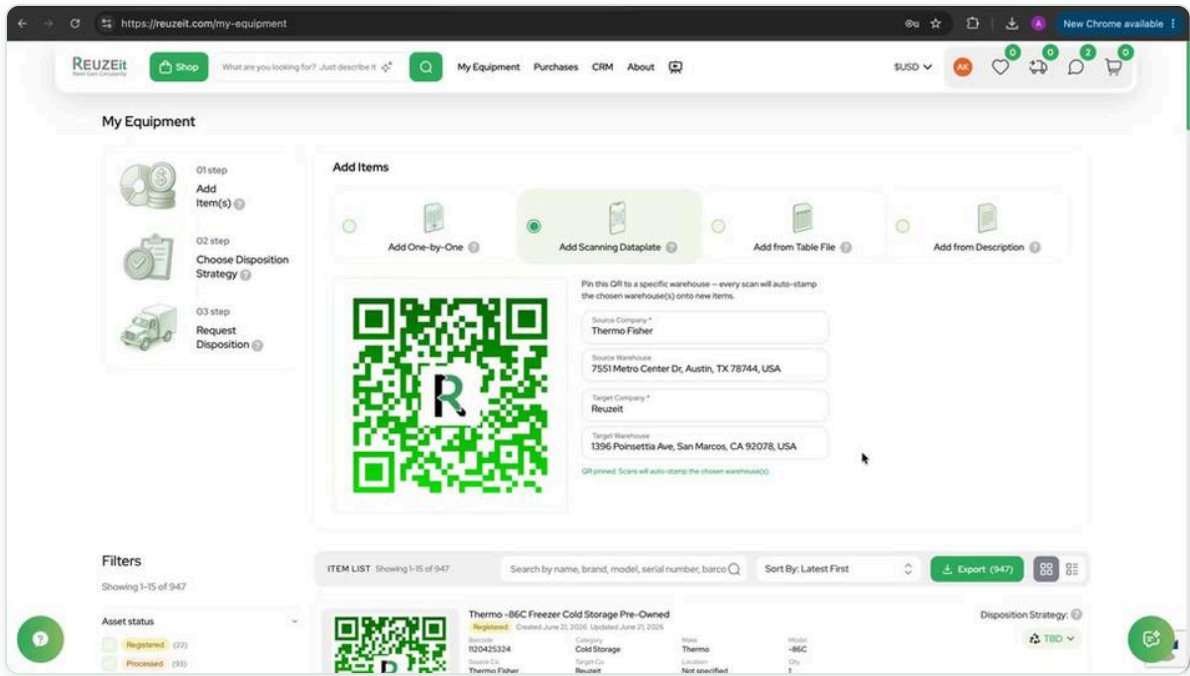 https://reuzeit.com/my-equipment
New Chrome available
REUZEit
Next Gen Circularity
Shop
What are you looking for? Just describe it
My Equipment
Purchases
CRM
About
$USD
AK
0
0
2
0
My Equipment
01 step
Add
Item(s)
02 step
Choose Disposition
Strategy
03 step
Request
Disposition
Add Items
Add One-by-One
Add Scanning Dataplate
Add from Table File
Add from Description
Pin this QR to a specific warehouse — every scan will auto-stamp
the chosen warehouse(s) onto new items.
Source Company *
Thermo Fisher
Source Warehouse
7551 Metro Center Dr, Austin, TX 78744, USA
Target Company *
Reuzeit
Target Warehouse
1396 Poinsettia Ave, San Marcos, CA 92078, USA
QR pinned. Scans will auto-stamp the chosen warehouse(s).
R
Filters
Showing 1-15 of 947
Asset status
Registered (22)
Processed (93)
ITEM LIST Showing 1-15 of 947
Search by name, brand, model, serial number, barco
Sort By: Latest First
Export (947)
Thermo -86C Freezer Cold Storage Pre-Owned
Registered Created June 21, 2026 Updated June 21, 2026
Barcode
1120425324
Category
Cold Storage
Make
Thermo
Model
-86C
Source Co.
Thermo Fisher
Target Co.
Reuzeit
Location
Not specified
Qty
1
Disposition Strategy:
TBD